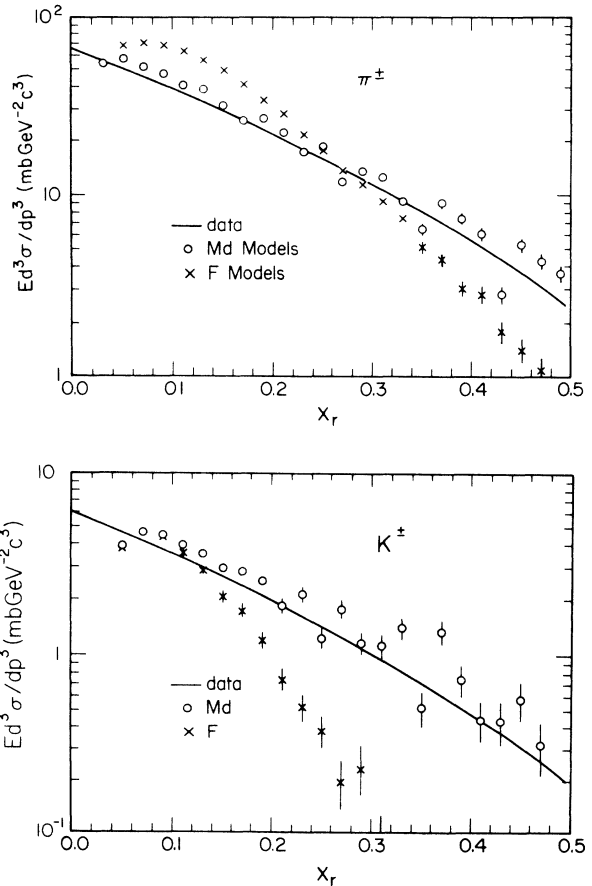 10²
π±
Ed³σ/dp³ (mbGeV⁻²c³)
10
— data
○ Md Models
× F Models
1
0.0 0.1 0.2 0.3 0.4 0.5
Xr
10
K±
Ed³σ/dp³ (mbGeV⁻²c³)
1
— data
○ Md
× F
10⁻¹
0.0 0.1 0.2 0.3 0.4 0.5
Xr